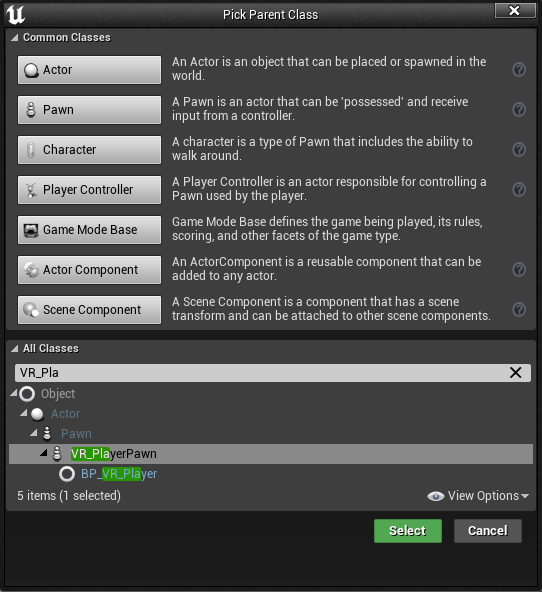 Pick Parent Class
Common Classes
Actor
An Actor is an object that can be placed or spawned in the
world.
Pawn
A Pawn is an actor that can be 'possessed' and receive
input from a controller.
Character
A character is a type of Pawn that includes the ability to
walk around.
Player Controller
A Player Controller is an actor responsible for controlling a
Pawn used by the player.
Game Mode Base
Game Mode Base defines the game being played, its rules,
scoring, and other facets of the game type.
Actor Component
An ActorComponent is a reusable component that can be
added to any actor.
Scene Component
A Scene Component is a component that has a scene
transform and can be attached to other scene components.
All Classes
VR_Pla
Object
Actor
Pawn
VR_PlayerPawn
BP_VR_Player
5 items (1 selected)
View Options
Select
Cancel